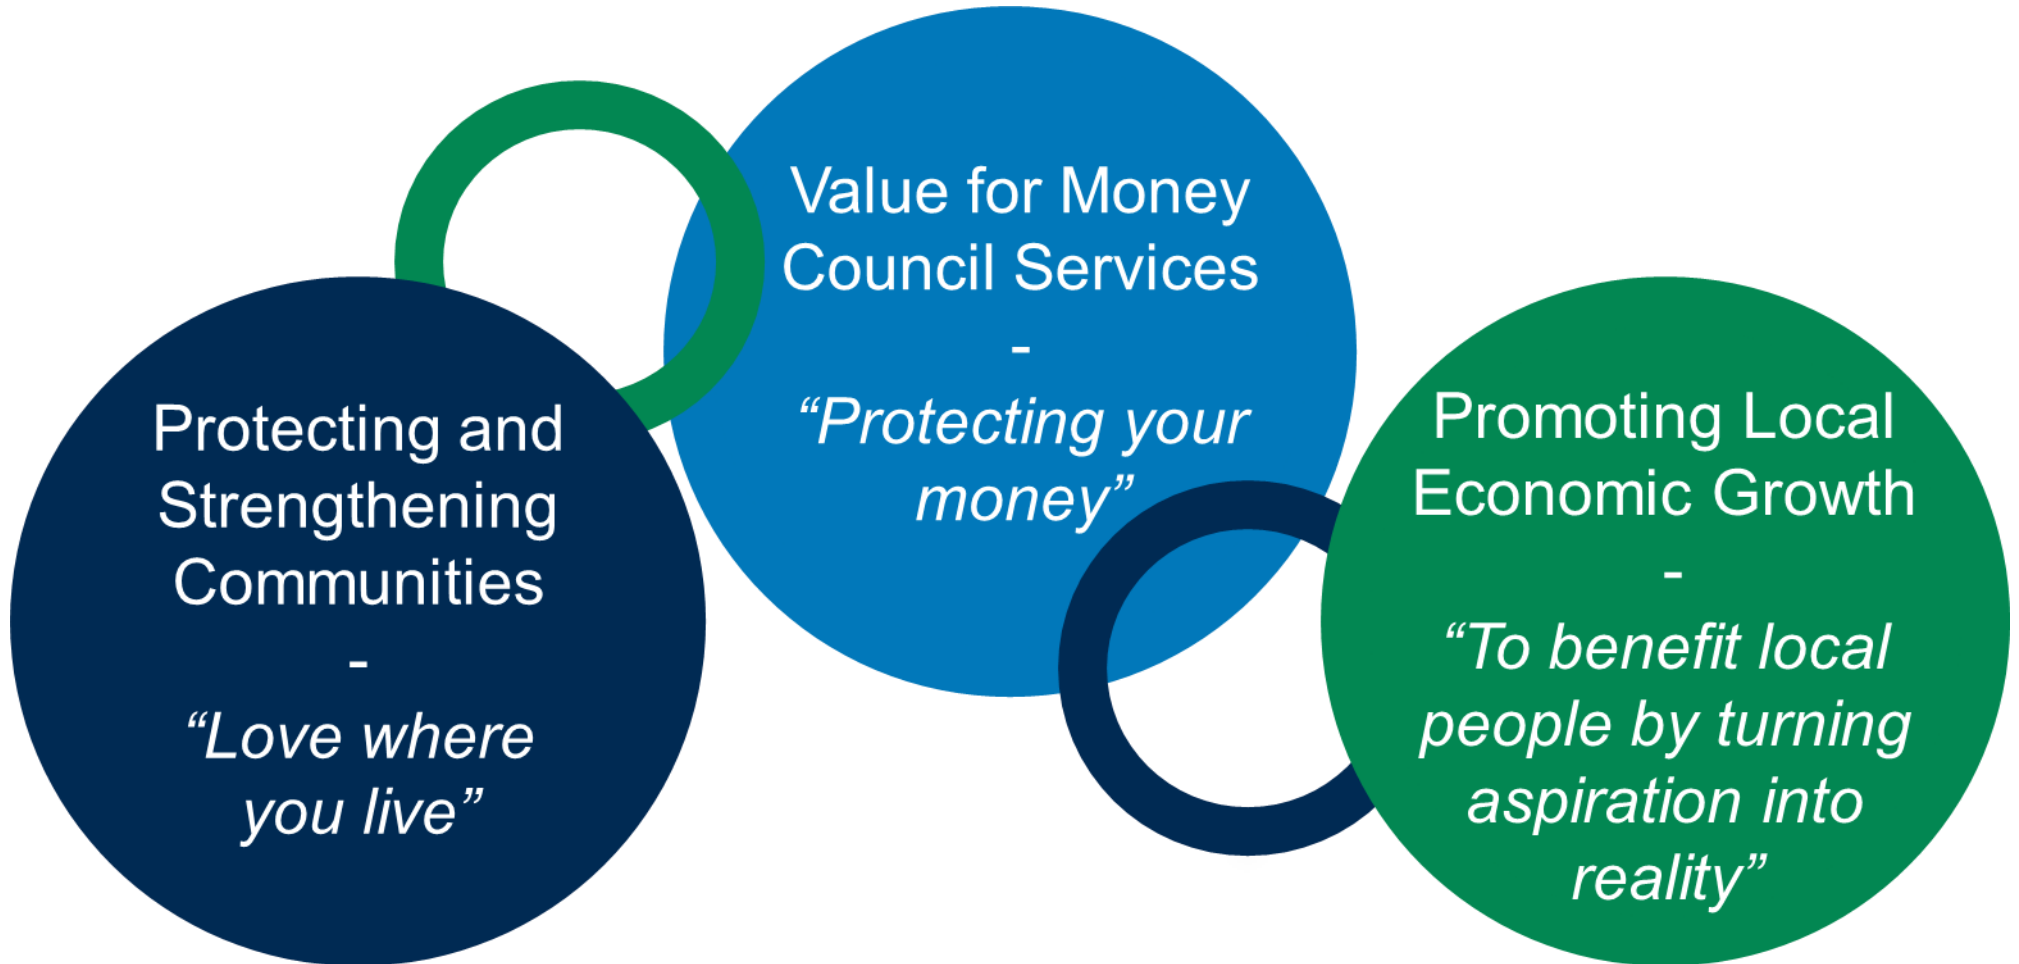 Protecting and
Strengthening
Communities
-
“Love where
you live”
Value for Money
Council Services
-
“Protecting your
money”
Promoting Local
Economic Growth
-
“To benefit local
people by turning
aspiration into
reality”